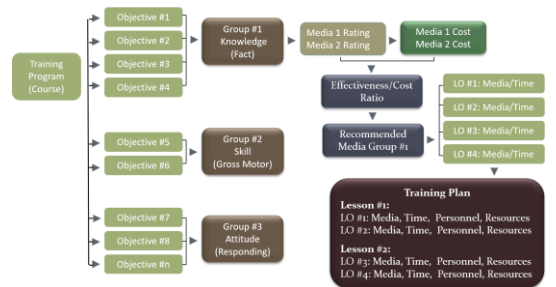 Training
Program
(Course)
Objective #1
Objective #2
Objective #3
Objective #4
Objective #5
Objective #6
Objective #7
Objective #8
Objective #n
Group #1
Knowledge
(Fact)
Group #2
Skill
(Gross Motor)
Group #3
Attitude
(Responding)
Media 1 Rating
Media 2 Rating
Media 1 Cost
Media 2 Cost
Effectiveness/Cost
Ratio
Recommended
Media Group #1
LO #1: Media/Time
LO #2: Media/Time
LO #3: Media/Time
LO #4: Media/Time
Training Plan
Lesson #1:
LO #1: Media, Time, Personnel, Resources
LO #2: Media, Time, Personnel, Resources
Lesson #2:
LO #3: Media, Time, Personnel, Resources
LO #4: Media, Time, Personnel, Resources